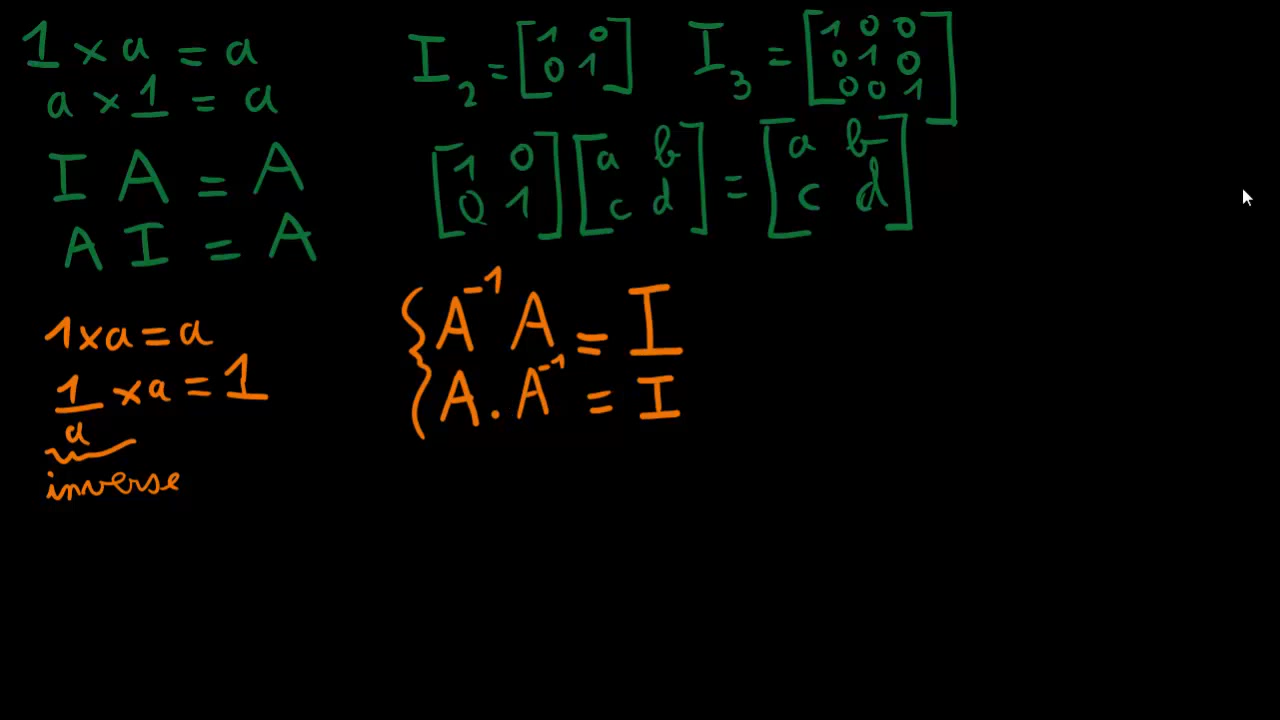 1 × a = a
a × 1 = a
I A = A
A I = A
I₂ = [1 0
0 1]
I₃ = [1 0 0
0 1 0
0 0 1]
[1 0 [a b = [a b
0 1] c d] c d]
1 × a = a
1/a × a = 1
inverse
{ A⁻¹ A = I
A . A⁻¹ = I